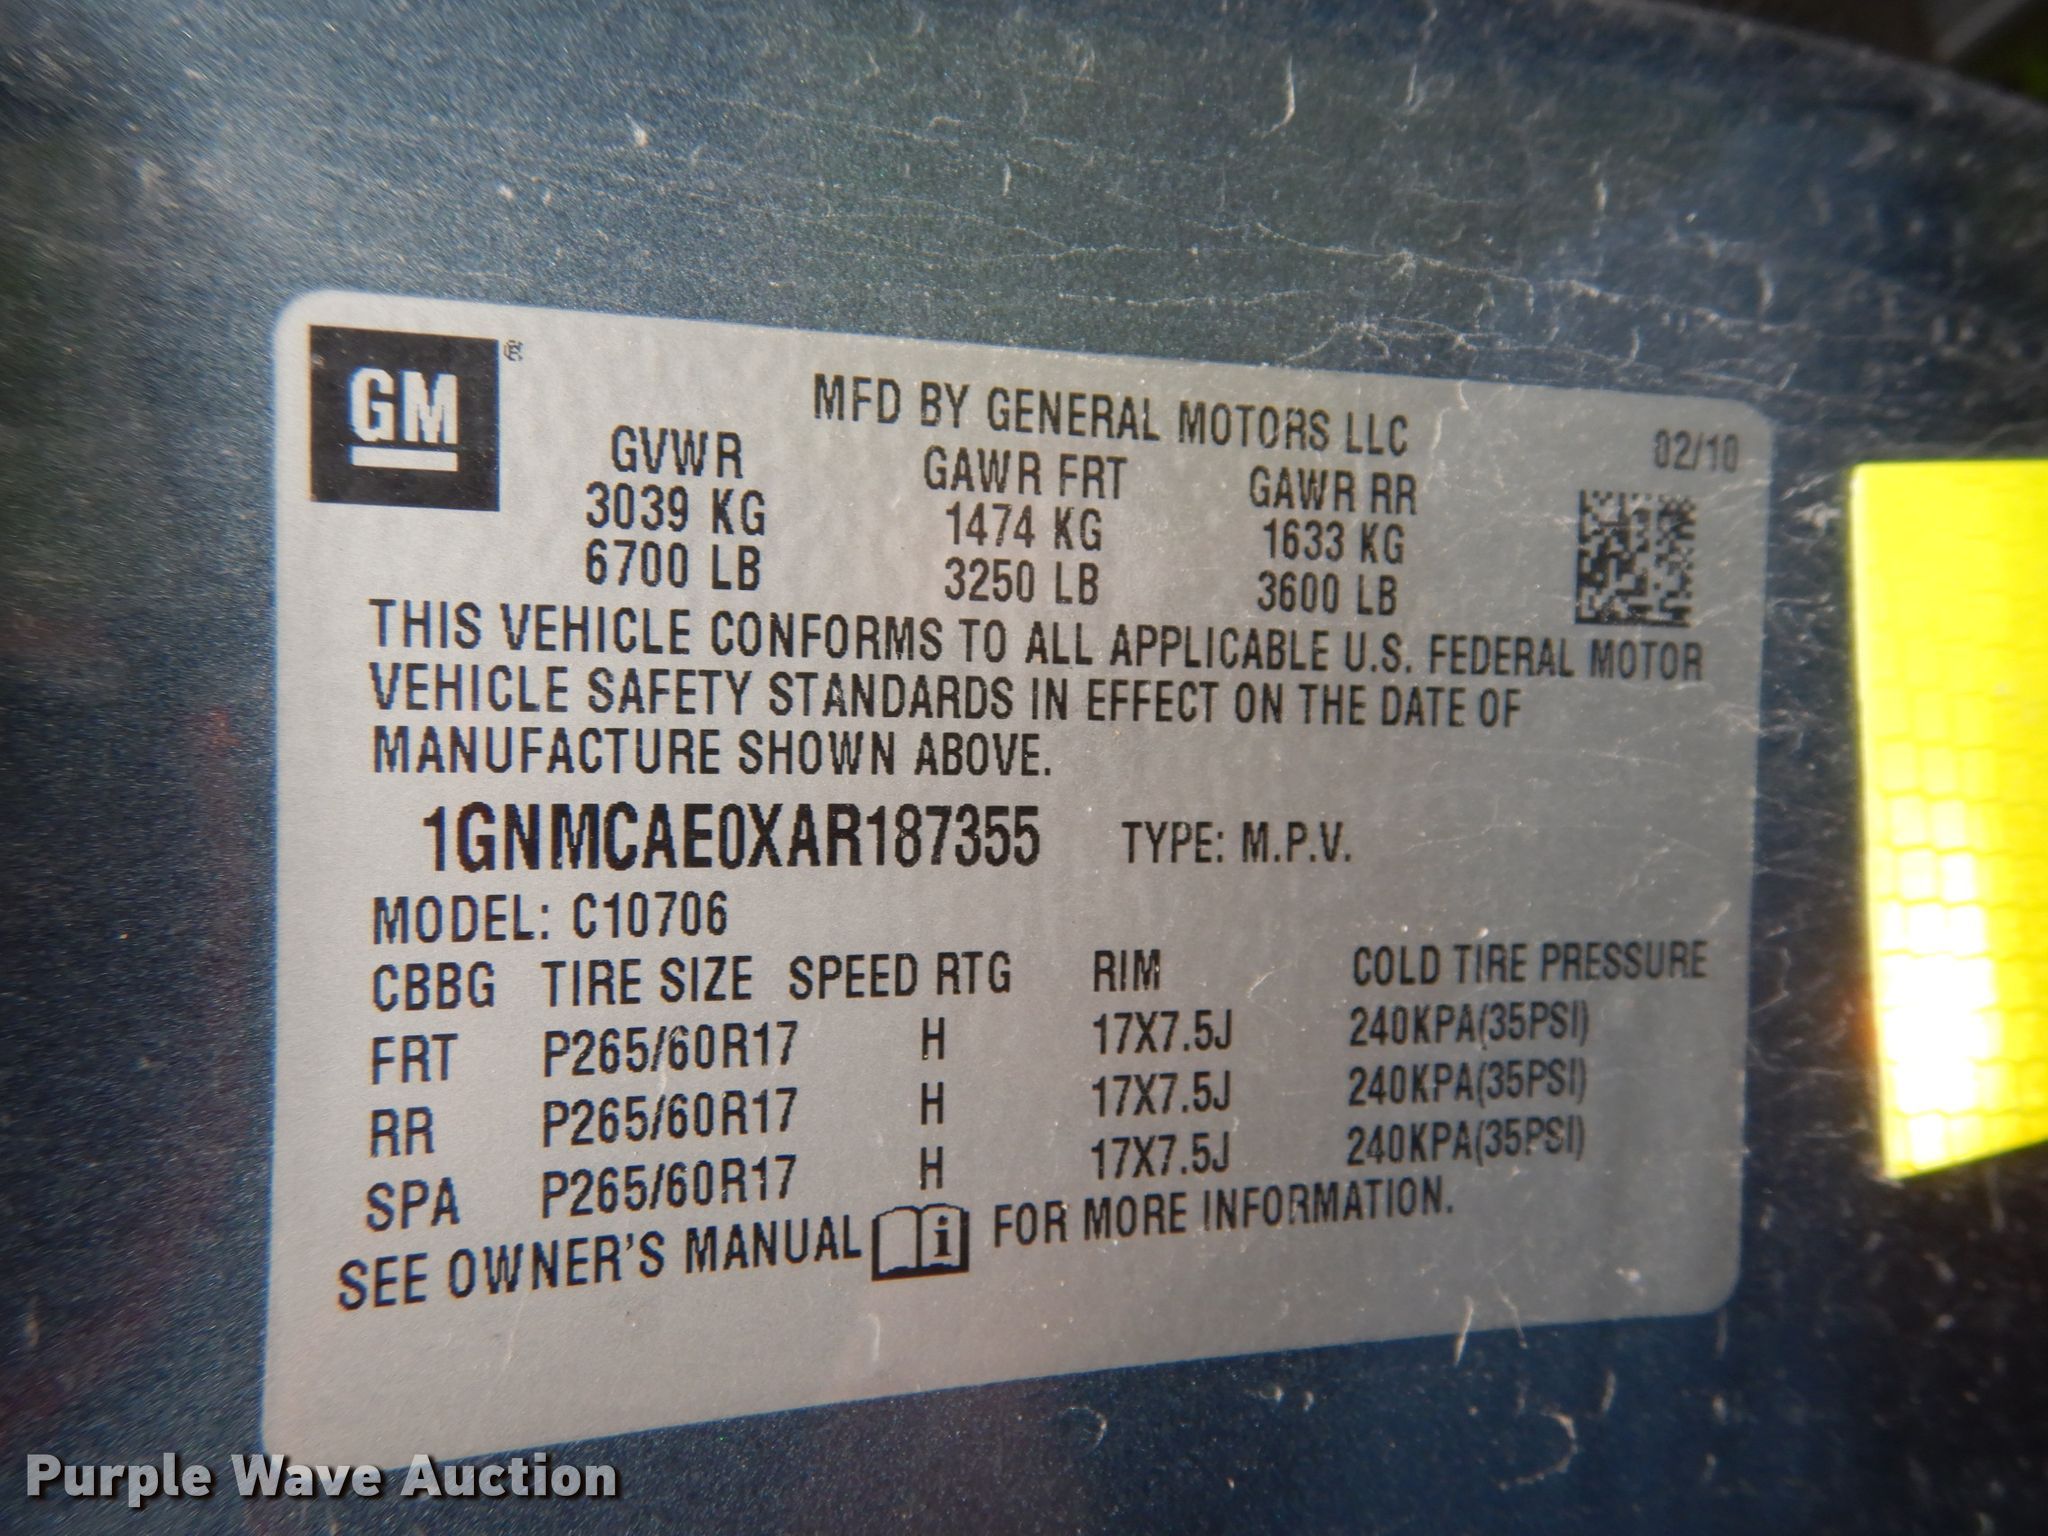 GM
MFD BY GENERAL MOTORS LLC
02/10
GVWR GAWR FRT GAWR RR
3039 KG 1474 KG 1633 KG
6700 LB 3250 LB 3600 LB
THIS VEHICLE CONFORMS TO ALL APPLICABLE U.S. FEDERAL MOTOR
VEHICLE SAFETY STANDARDS IN EFFECT ON THE DATE OF
MANUFACTURE SHOWN ABOVE.
1GNMCAE0XAR187355 TYPE: M.P.V.
MODEL: C10706
CBBG TIRE SIZE SPEED RTG RIM COLD TIRE PRESSURE
FRT P265/60R17 H 17X7.5J 240KPA(35PSI)
RR P265/60R17 H 17X7.5J 240KPA(35PSI)
SPA P265/60R17 H 17X7.5J 240KPA(35PSI)
SEE OWNER'S MANUAL i FOR MORE INFORMATION.
Purple Wave Auction